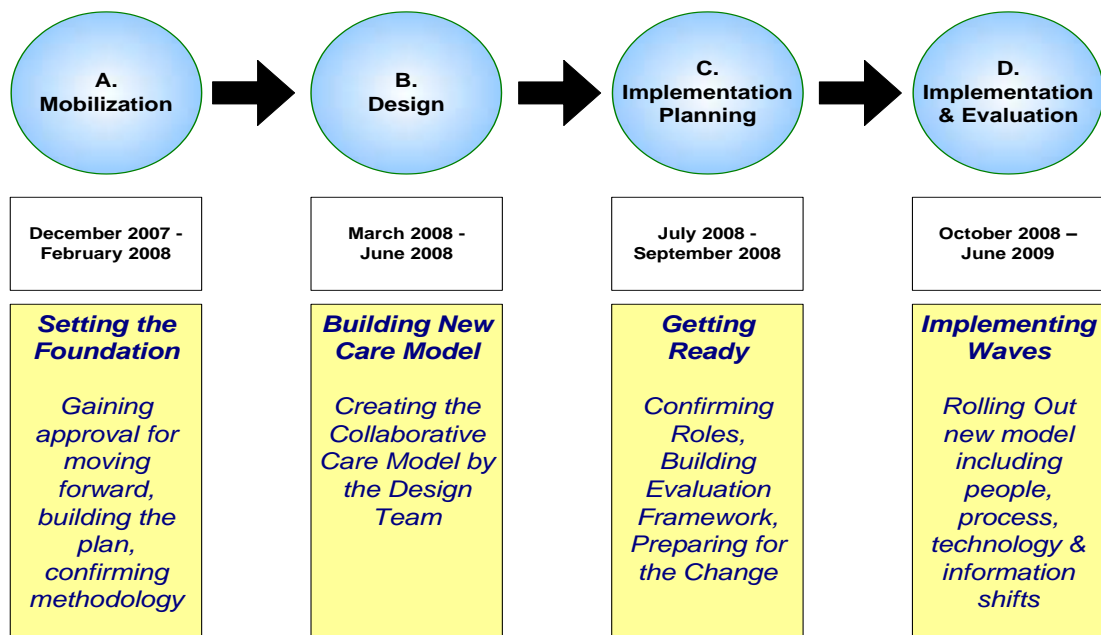 A.
Mobilization
B.
Design
C.
Implementation
Planning
D.
Implementation
& Evaluation
December 2007 -
February 2008
March 2008 -
June 2008
July 2008 -
September 2008
October 2008 –
June 2009
Setting the
Foundation
Gaining
approval for
moving
forward,
building the
plan,
confirming
methodology
Building New
Care Model
Creating the
Collaborative
Care Model by
the Design
Team
Getting
Ready
Confirming
Roles,
Building
Evaluation
Framework,
Preparing for
the Change
Implementing
Waves
Rolling Out
new model
including
people,
process,
technology &
information
shifts